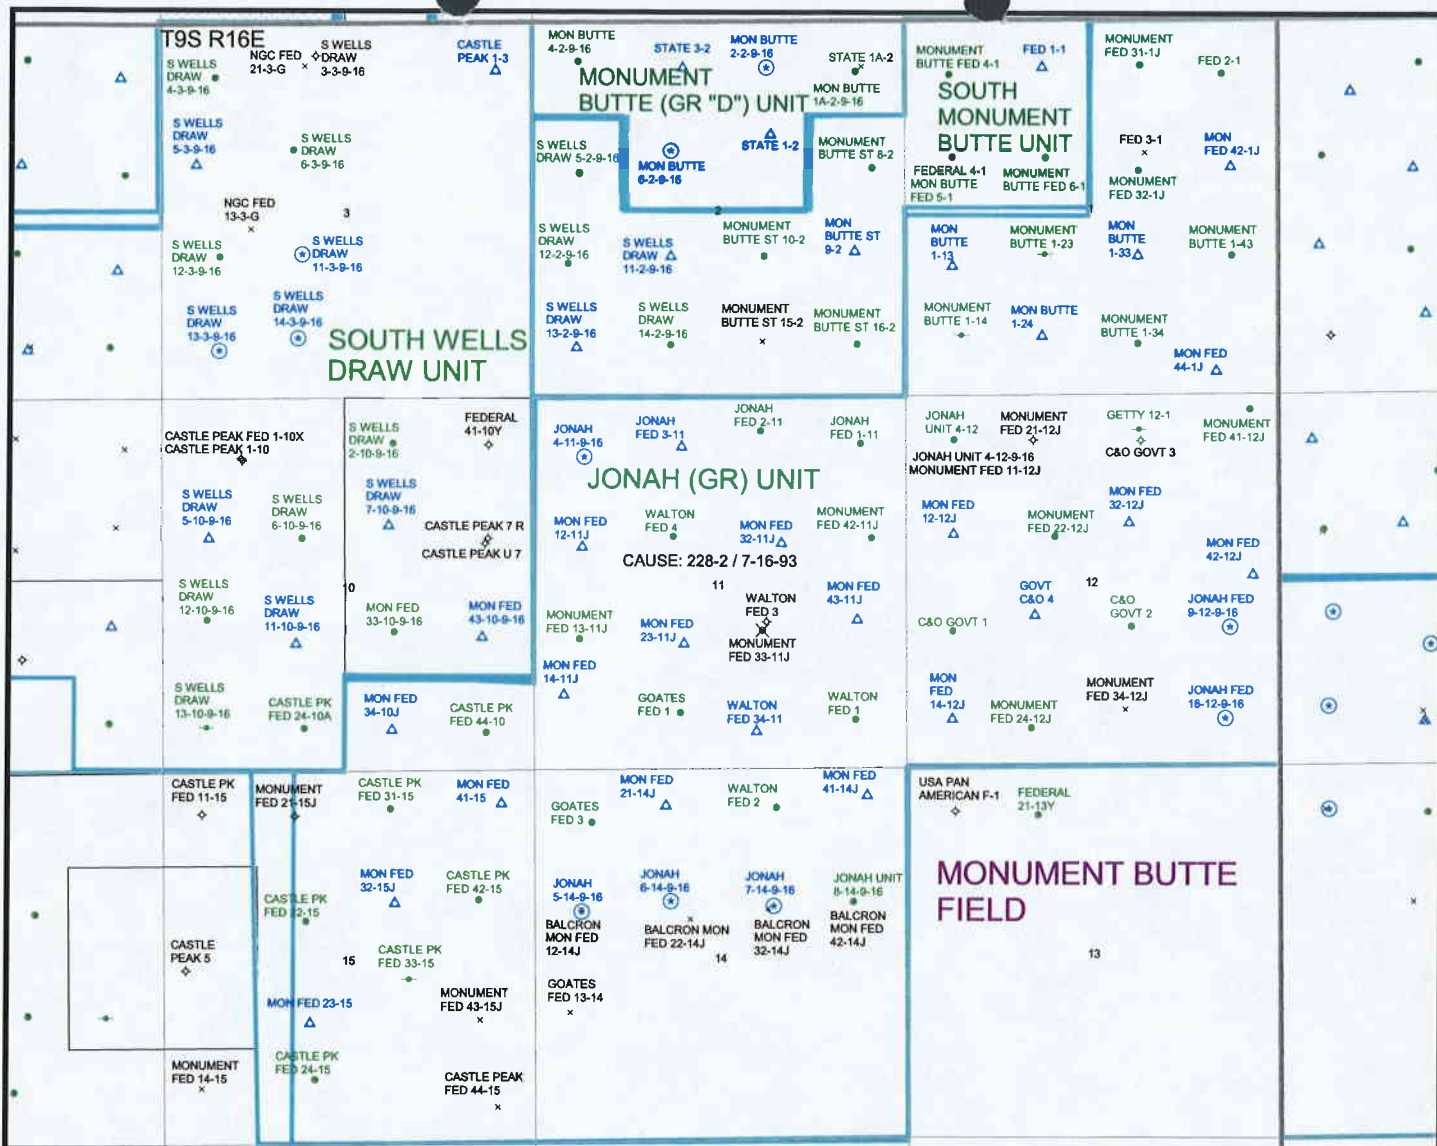 T9S R16E
NGC FED
21-3-G
S WELLS
DRAW
3-3-9-16
S WELLS
DRAW
4-3-9-16
CASTLE
PEAK 1-3
S WELLS
DRAW
5-3-9-16
S WELLS
DRAW
6-3-9-16
NGC FED
13-3-G
3
S WELLS
DRAW
12-3-9-16
S WELLS
DRAW
11-3-9-16
S WELLS
DRAW
13-3-9-16
S WELLS
DRAW
14-3-9-16
SOUTH WELLS
DRAW UNIT
MON BUTTE
4-2-9-16
STATE 3-2
MON BUTTE
2-2-9-16
STATE 1A-2
MON BUTTE
1A-2-9-16
MONUMENT
BUTTE (GR "D") UNIT
S WELLS
DRAW 5-2-9-16
MON BUTTE
6-2-9-16
STATE 1-2
MONUMENT
BUTTE ST 8-2
2
S WELLS
DRAW
12-2-9-16
S WELLS
DRAW
11-2-9-16
MONUMENT
BUTTE ST 10-2
MON
BUTTE ST
9-2
S WELLS
DRAW
13-2-9-16
S WELLS
DRAW
14-2-9-16
MONUMENT
BUTTE ST 15-2
MONUMENT
BUTTE ST 16-2
MONUMENT
BUTTE FED 4-1
FED 1-1
SOUTH
MONUMENT
BUTTE UNIT
FEDERAL 4-1
MON BUTTE
FED 5-1
MONUMENT
BUTTE FED 6-1
MONUMENT
FED 31-1J
FED 2-1
FED 3-1
MON
FED 42-1J
MONUMENT
FED 32-1J
1
MON
BUTTE
1-13
MONUMENT
BUTTE 1-23
MON
BUTTE
1-33
MONUMENT
BUTTE 1-43
MONUMENT
BUTTE 1-14
MON BUTTE
1-24
MONUMENT
BUTTE 1-34
MON FED
44-1J
CASTLE PEAK FED 1-10X
CASTLE PEAK 1-10
S WELLS
DRAW
2-10-9-16
FEDERAL
41-10Y
S WELLS
DRAW
5-10-9-16
S WELLS
DRAW
6-10-9-16
S WELLS
DRAW
7-10-9-16
CASTLE PEAK 7 R
CASTLE PEAK U 7
10
S WELLS
DRAW
12-10-9-16
S WELLS
DRAW
11-10-9-16
MON FED
33-10-9-16
MON FED
43-10-9-16
S WELLS
DRAW
13-10-9-16
CASTLE PK
FED 24-10A
MON FED
34-10J
CASTLE PK
FED 44-10
JONAH
4-11-9-16
JONAH
FED 3-11
JONAH
FED 2-11
JONAH
FED 1-11
JONAH (GR) UNIT
MON FED
12-11J
WALTON
FED 4
MON FED
32-11J
MONUMENT
FED 42-11J
CAUSE: 228-2 / 7-16-93
11
MONUMENT
FED 13-11J
MON FED
23-11J
WALTON
FED 3
MONUMENT
FED 33-11J
MON FED
43-11J
MON FED
14-11J
GOATES
FED 1
WALTON
FED 34-11
WALTON
FED 1
JONAH
UNIT 4-12
MONUMENT
FED 21-12J
GETTY 12-1
C&O GOVT 3
MONUMENT
FED 41-12J
JONAH UNIT 4-12-9-16
MONUMENT FED 11-12J
MON FED
12-12J
MONUMENT
FED 22-12J
MON FED
32-12J
MON FED
42-12J
12
C&O GOVT 1
GOVT
C&O 4
C&O
GOVT 2
JONAH FED
9-12-9-16
MON
FED
14-12J
MONUMENT
FED 24-12J
MONUMENT
FED 34-12J
JONAH FED
16-12-9-16
CASTLE PK
FED 11-15
MONUMENT
FED 21-15J
CASTLE PK
FED 31-15
MON FED
41-15
CASTLE PK
FED 22-15
MON FED
32-15J
CASTLE PK
FED 42-15
CASTLE
PEAK 5
15
CASTLE PK
FED 33-15
MON FED 23-15
MONUMENT
FED 43-15J
MONUMENT
FED 14-15
CASTLE PK
FED 24-15
CASTLE PEAK
FED 44-15
GOATES
FED 3
MON FED
21-14J
WALTON
FED 2
MON FED
41-14J
JONAH
5-14-9-16
BALCRON
MON FED
12-14J
JONAH
6-14-9-16
BALCRON MON
FED 22-14J
JONAH
7-14-9-16
BALCRON
MON FED
32-14J
JONAH UNIT
8-14-9-16
BALCRON
MON FED
42-14J
14
GOATES
FED 13-14
USA PAN
AMERICAN F-1
FEDERAL
21-13Y
MONUMENT BUTTE
FIELD
13